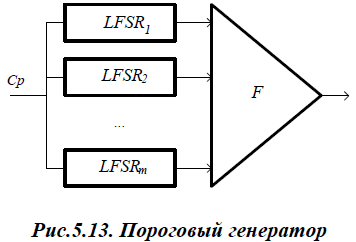 LFSR1
LFSR2
Cp
F
...
LFSRm
Рис.5.13. Пороговый генератор